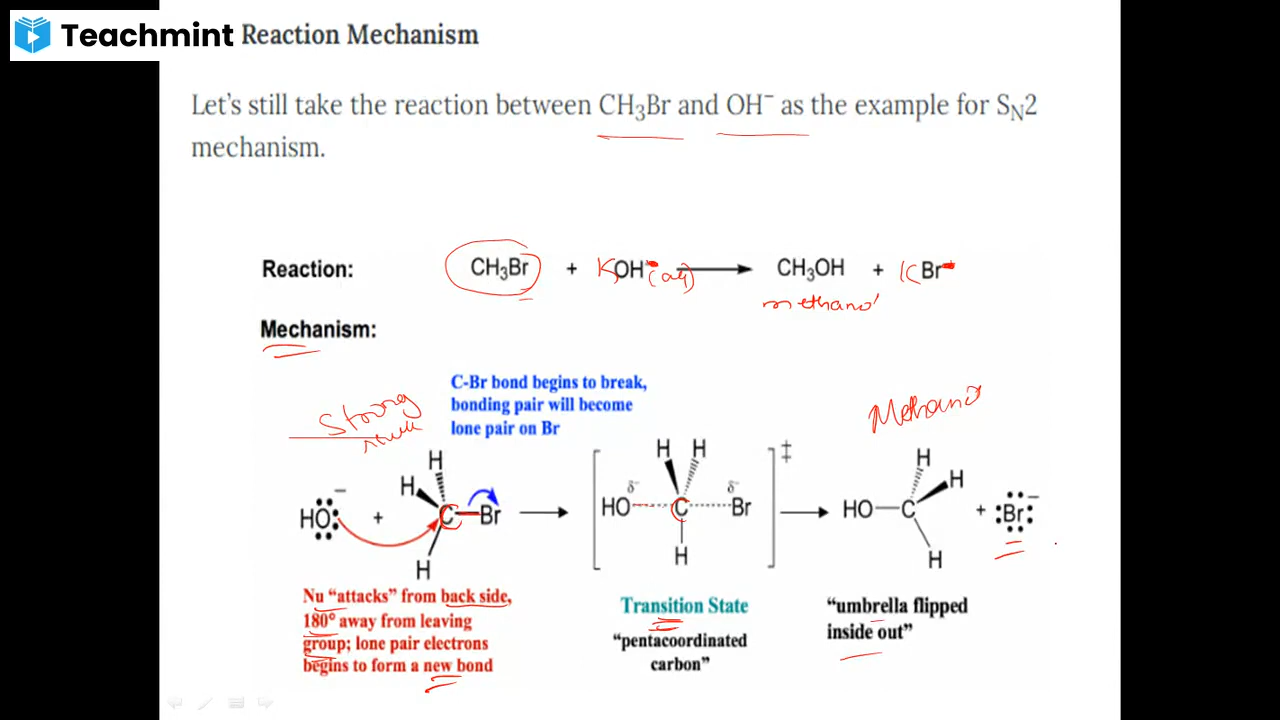 Teachmint
Reaction Mechanism
Let's still take the reaction between CH₃Br and OH⁻ as the example for S_N2
mechanism.
Reaction: CH₃Br + KOH⁻ (aq) → CH₃OH + KBr⁻
methanol
Mechanism:
C-Br bond begins to break,
bonding pair will become
lone pair on Br
Strong
Methanol
H H H H
H H
HO:⁻ + C Br → [HO δ⁻ C δ⁻ Br]‡ → HO C + :Br:⁻
H H H
Nu “attacks” from back side,
180° away from leaving
group; lone pair electrons
begins to form a new bond
Transition State
“pentacoordinated
carbon”
“umbrella flipped
inside out”